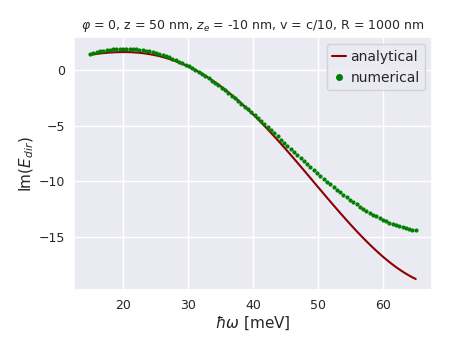 φ = 0, z = 50 nm, zₑ = -10 nm, v = c/10, R = 1000 nm
analytical
numerical
Im(E_dir)
0
−5
−10
−15
20 30 40 50 60
ℏω [meV]